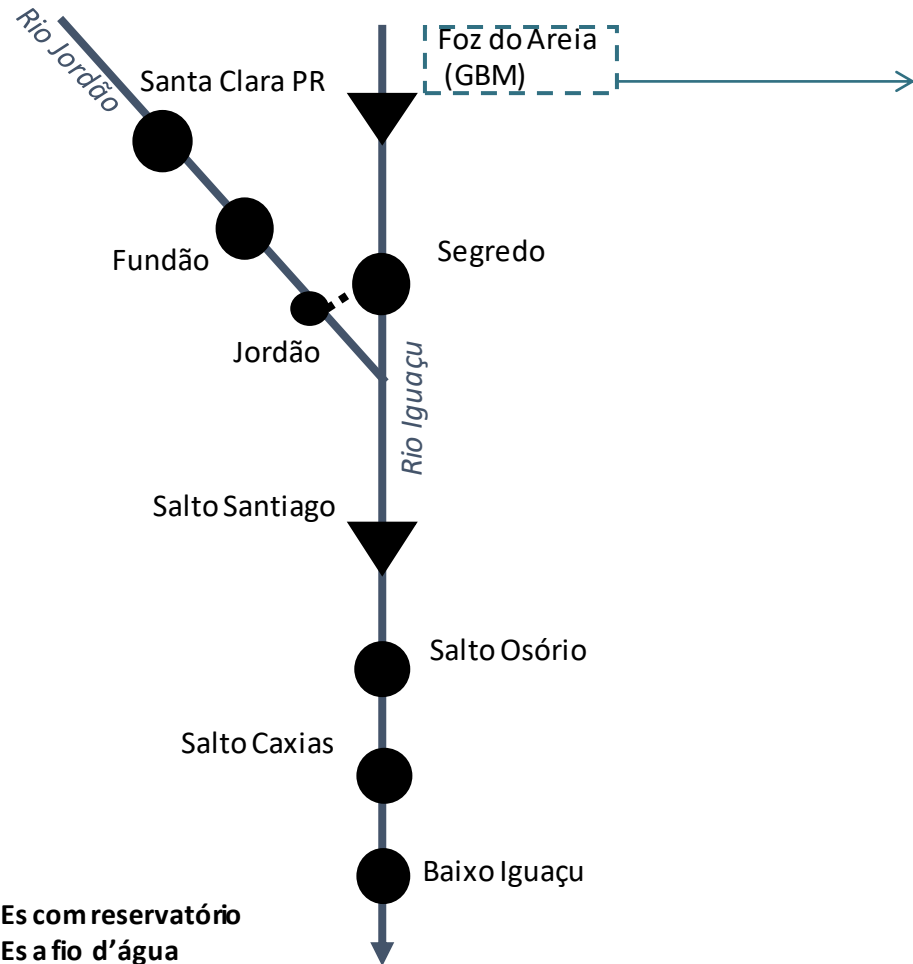 Rio Jordão
Foz do Areia
(GBM)
Santa Clara PR
Segredo
Fundão
Jordão
Rio Iguaçu
Salto Santiago
Salto Osório
Salto Caxias
Baixo Iguaçu
Es com reservatório
Es a fio d’água